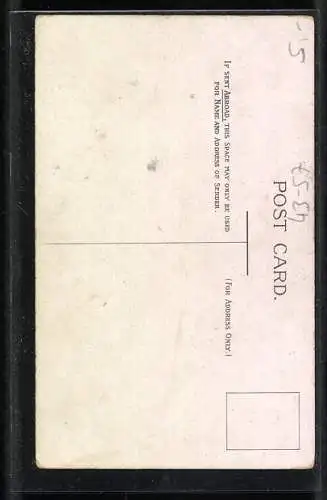 POST CARD.
IF SENT ABROAD, THIS SPACE MAY ONLY BE USED
FOR NAME AND ADDRESS OF SENDER.
(FOR ADDRESS ONLY.)